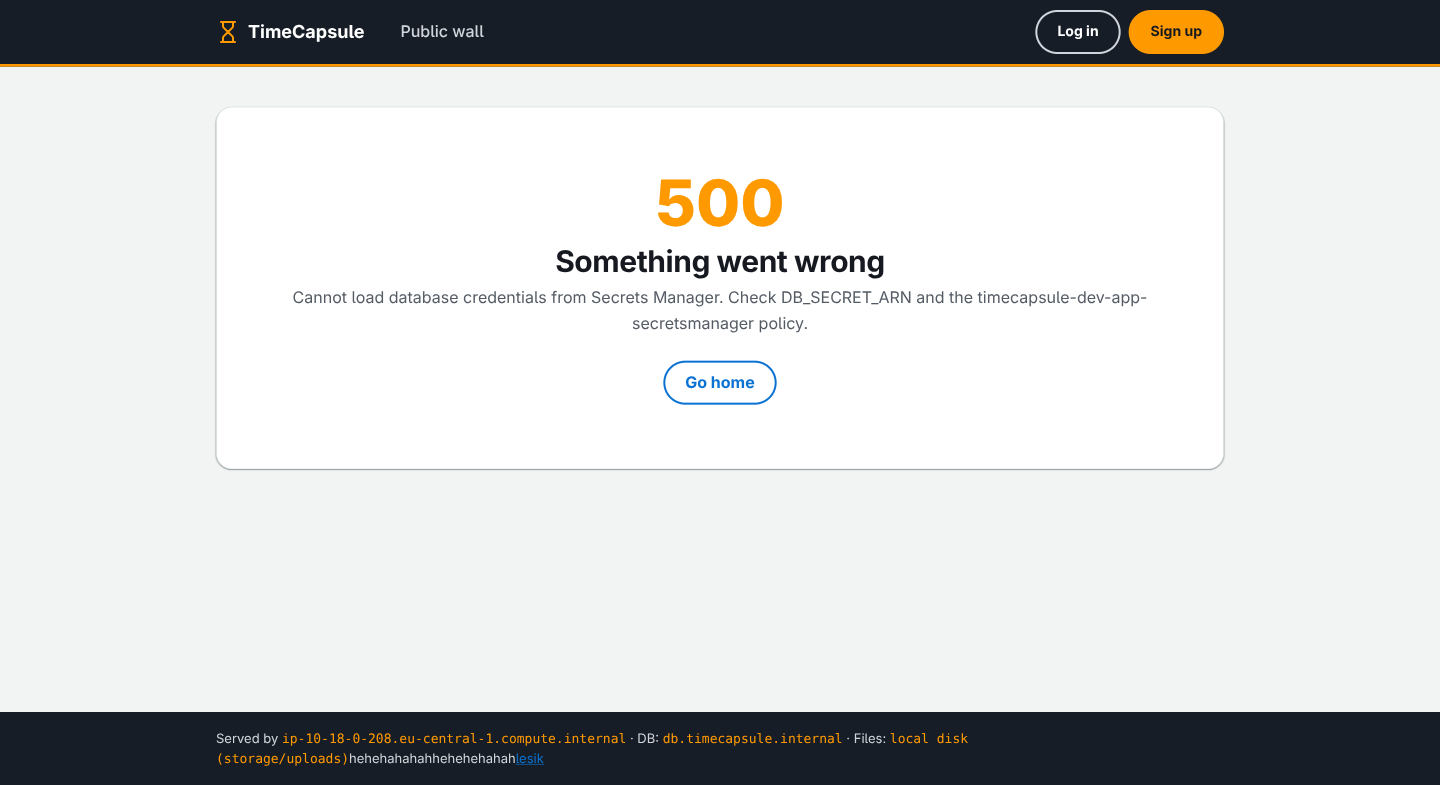 TimeCapsule
Public wall
Log in
Sign up
500
Something went wrong
Cannot load database credentials from Secrets Manager. Check DB_SECRET_ARN and the timecapsule-dev-app-
secretsmanager policy.
Go home
Served by ip-10-18-0-208.eu-central-1.compute.internal · DB: db.timecapsule.internal · Files: local disk
(storage/uploads)hehehahahahhehehehahahlesik